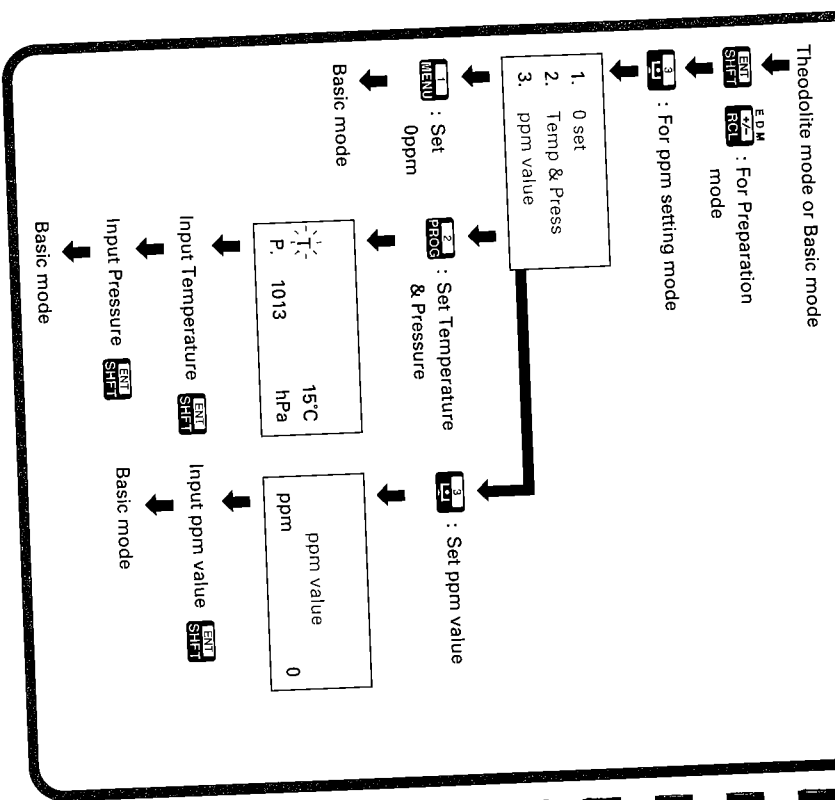 Theodolite mode or Basic mode
ENT
SHFT
E D M
+/–
RCL
: For Preparation
mode
3
: For ppm setting mode
1. 0 set
2. Temp & Press
3. ppm value
1
MENU
: Set
0ppm
Basic mode
2
PROG
: Set Temperature
& Pressure
T. 15°C
P. 1013 hPa
Input Temperature
ENT
SHFT
Input Pressure
ENT
SHFT
Basic mode
3
: Set ppm value
ppm value
ppm 0
Input ppm value
ENT
SHFT
Basic mode